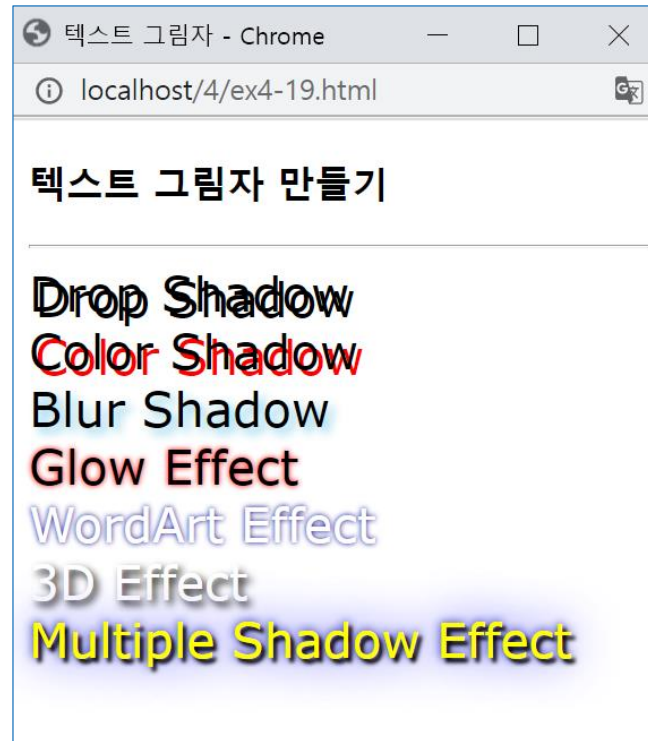 텍스트 그림자 - Chrome
localhost/4/ex4-19.html
텍스트 그림자 만들기
Drop Shadow
Color Shadow
Blur Shadow
Glow Effect
WordArt Effect
3D Effect
Multiple Shadow Effect